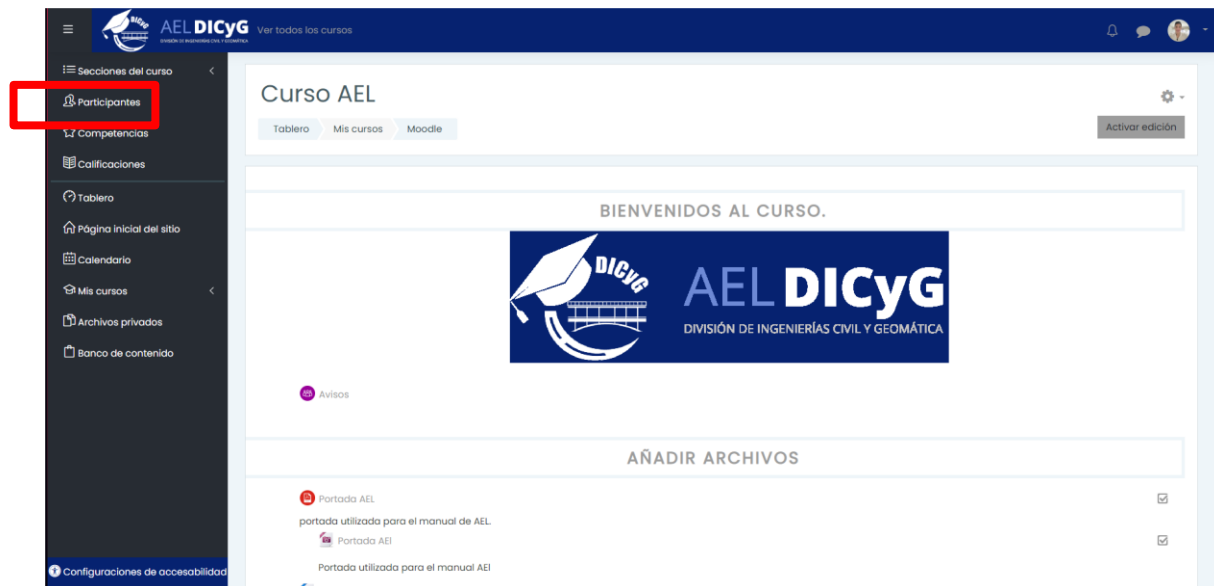 AEL DICyG
DIVISIÓN DE INGENIERÍAS CIVIL Y GEOMÁTICA
Ver todos los cursos
Secciones del curso
Participantes
Competencias
Calificaciones
Tablero
Página inicial del sitio
Calendario
Mis cursos
Archivos privados
Banco de contenido
Configuraciones de accesabilidad
Curso AEL
Tablero
Mis cursos
Moodle
Activar edición
BIENVENIDOS AL CURSO.
DICyG
AEL DICyG
DIVISIÓN DE INGENIERÍAS CIVIL Y GEOMÁTICA
Avisos
AÑADIR ARCHIVOS
Portada AEL
portada utilizada para el manual de AEL.
Portada AEl
Portada utilizada para el manual AEl